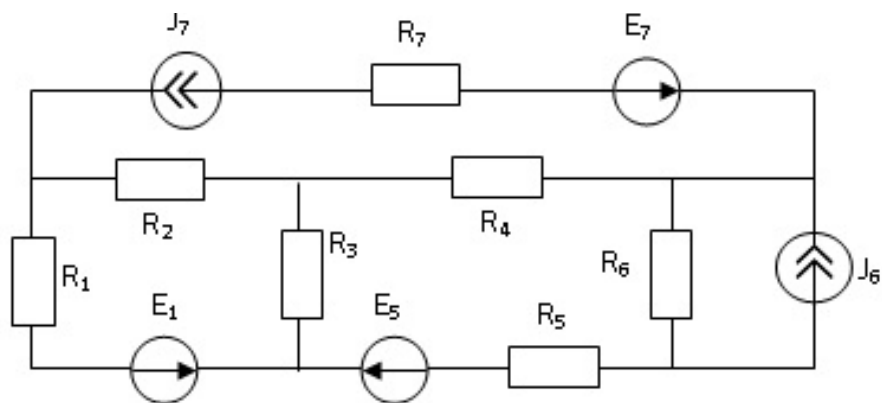 J₇
R₇
E₇
R₂
R₄
R₁
R₃
R₆
J₆
E₁
E₅
R₅